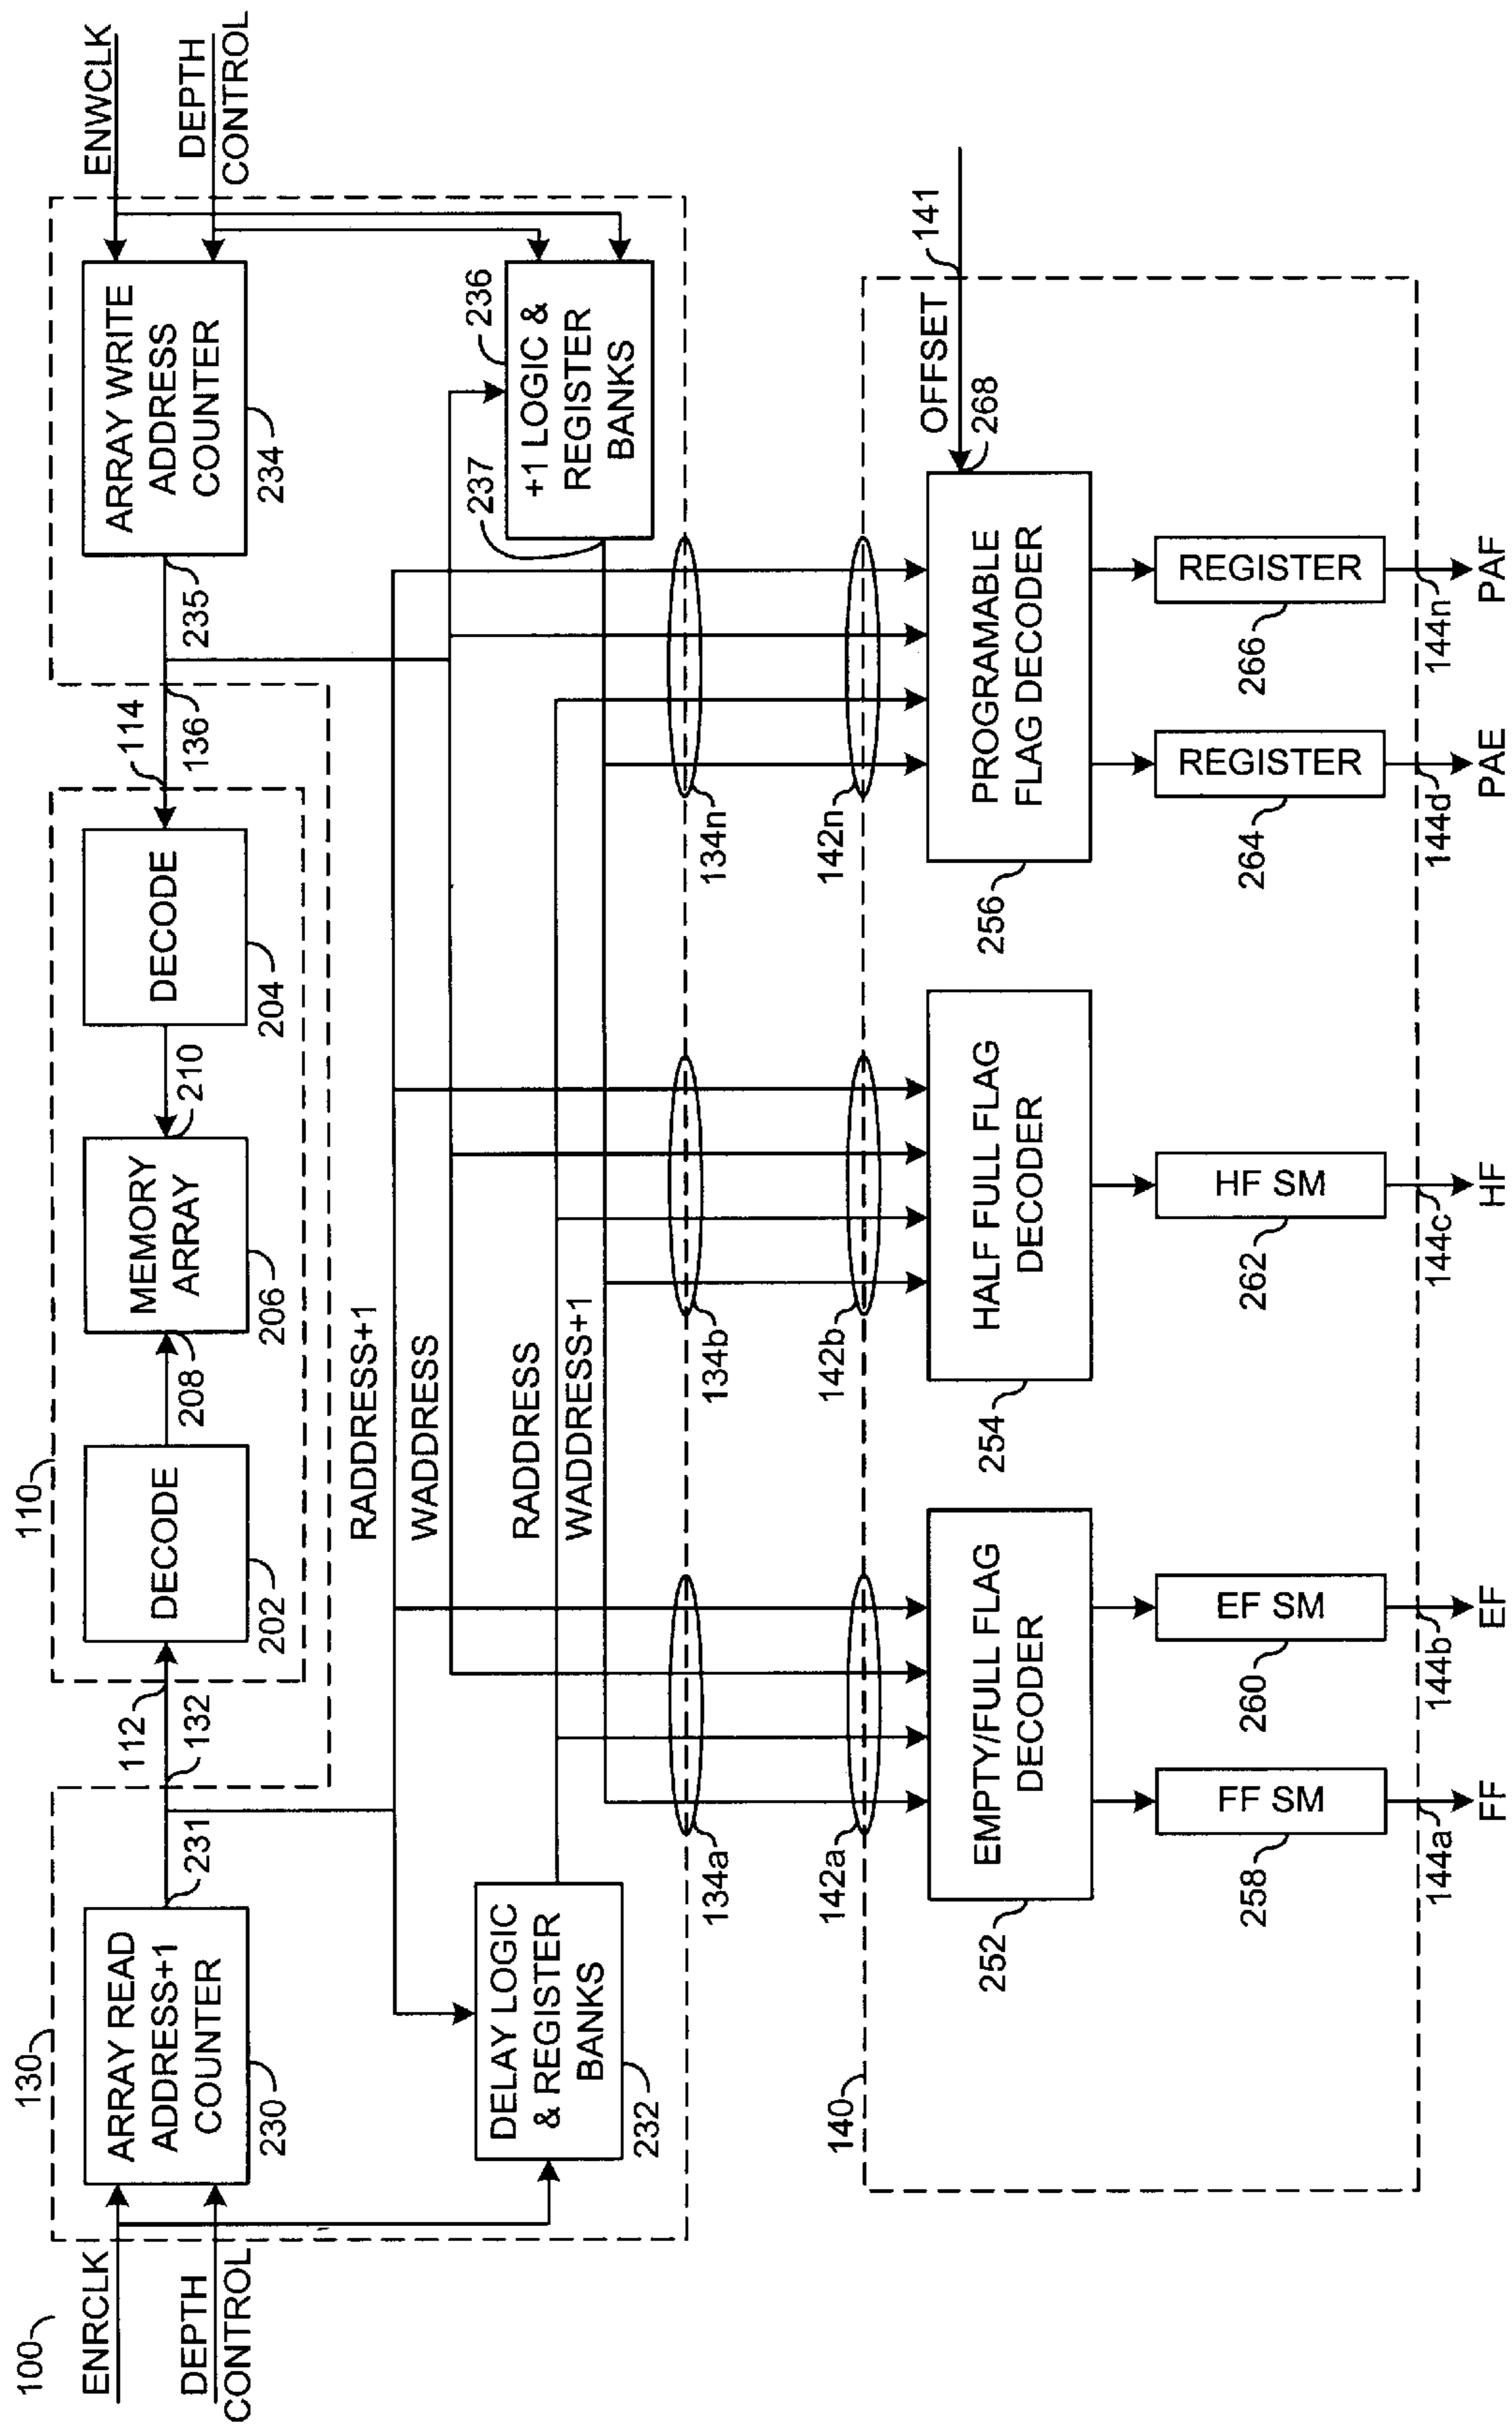 100
ENRCLK
DEPTH
CONTROL
130
ARRAY READ
ADDRESS+1
COUNTER
230
231
132
112
110
DECODE
202
208
MEMORY
ARRAY
206
210
DECODE
204
114
136
235
ARRAY WRITE
ADDRESS
COUNTER
234
ENWCLK
DEPTH
CONTROL
RADDRESS+1
WADDRESS
RADDRESS
WADDRESS+1
DELAY LOGIC
& REGISTER
BANKS
232
237
236
+1 LOGIC &
REGISTER
BANKS
134a
134b
134n
140
142a
142b
142n
OFFSET
141
268
EMPTY/FULL FLAG
DECODER
252
HALF FULL FLAG
DECODER
254
PROGRAMABLE
FLAG DECODER
256
FF SM
258
EF SM
260
HF SM
262
REGISTER
264
REGISTER
266
144a
144b
144c
144d
144n
FF
EF
HF
PAE
PAF